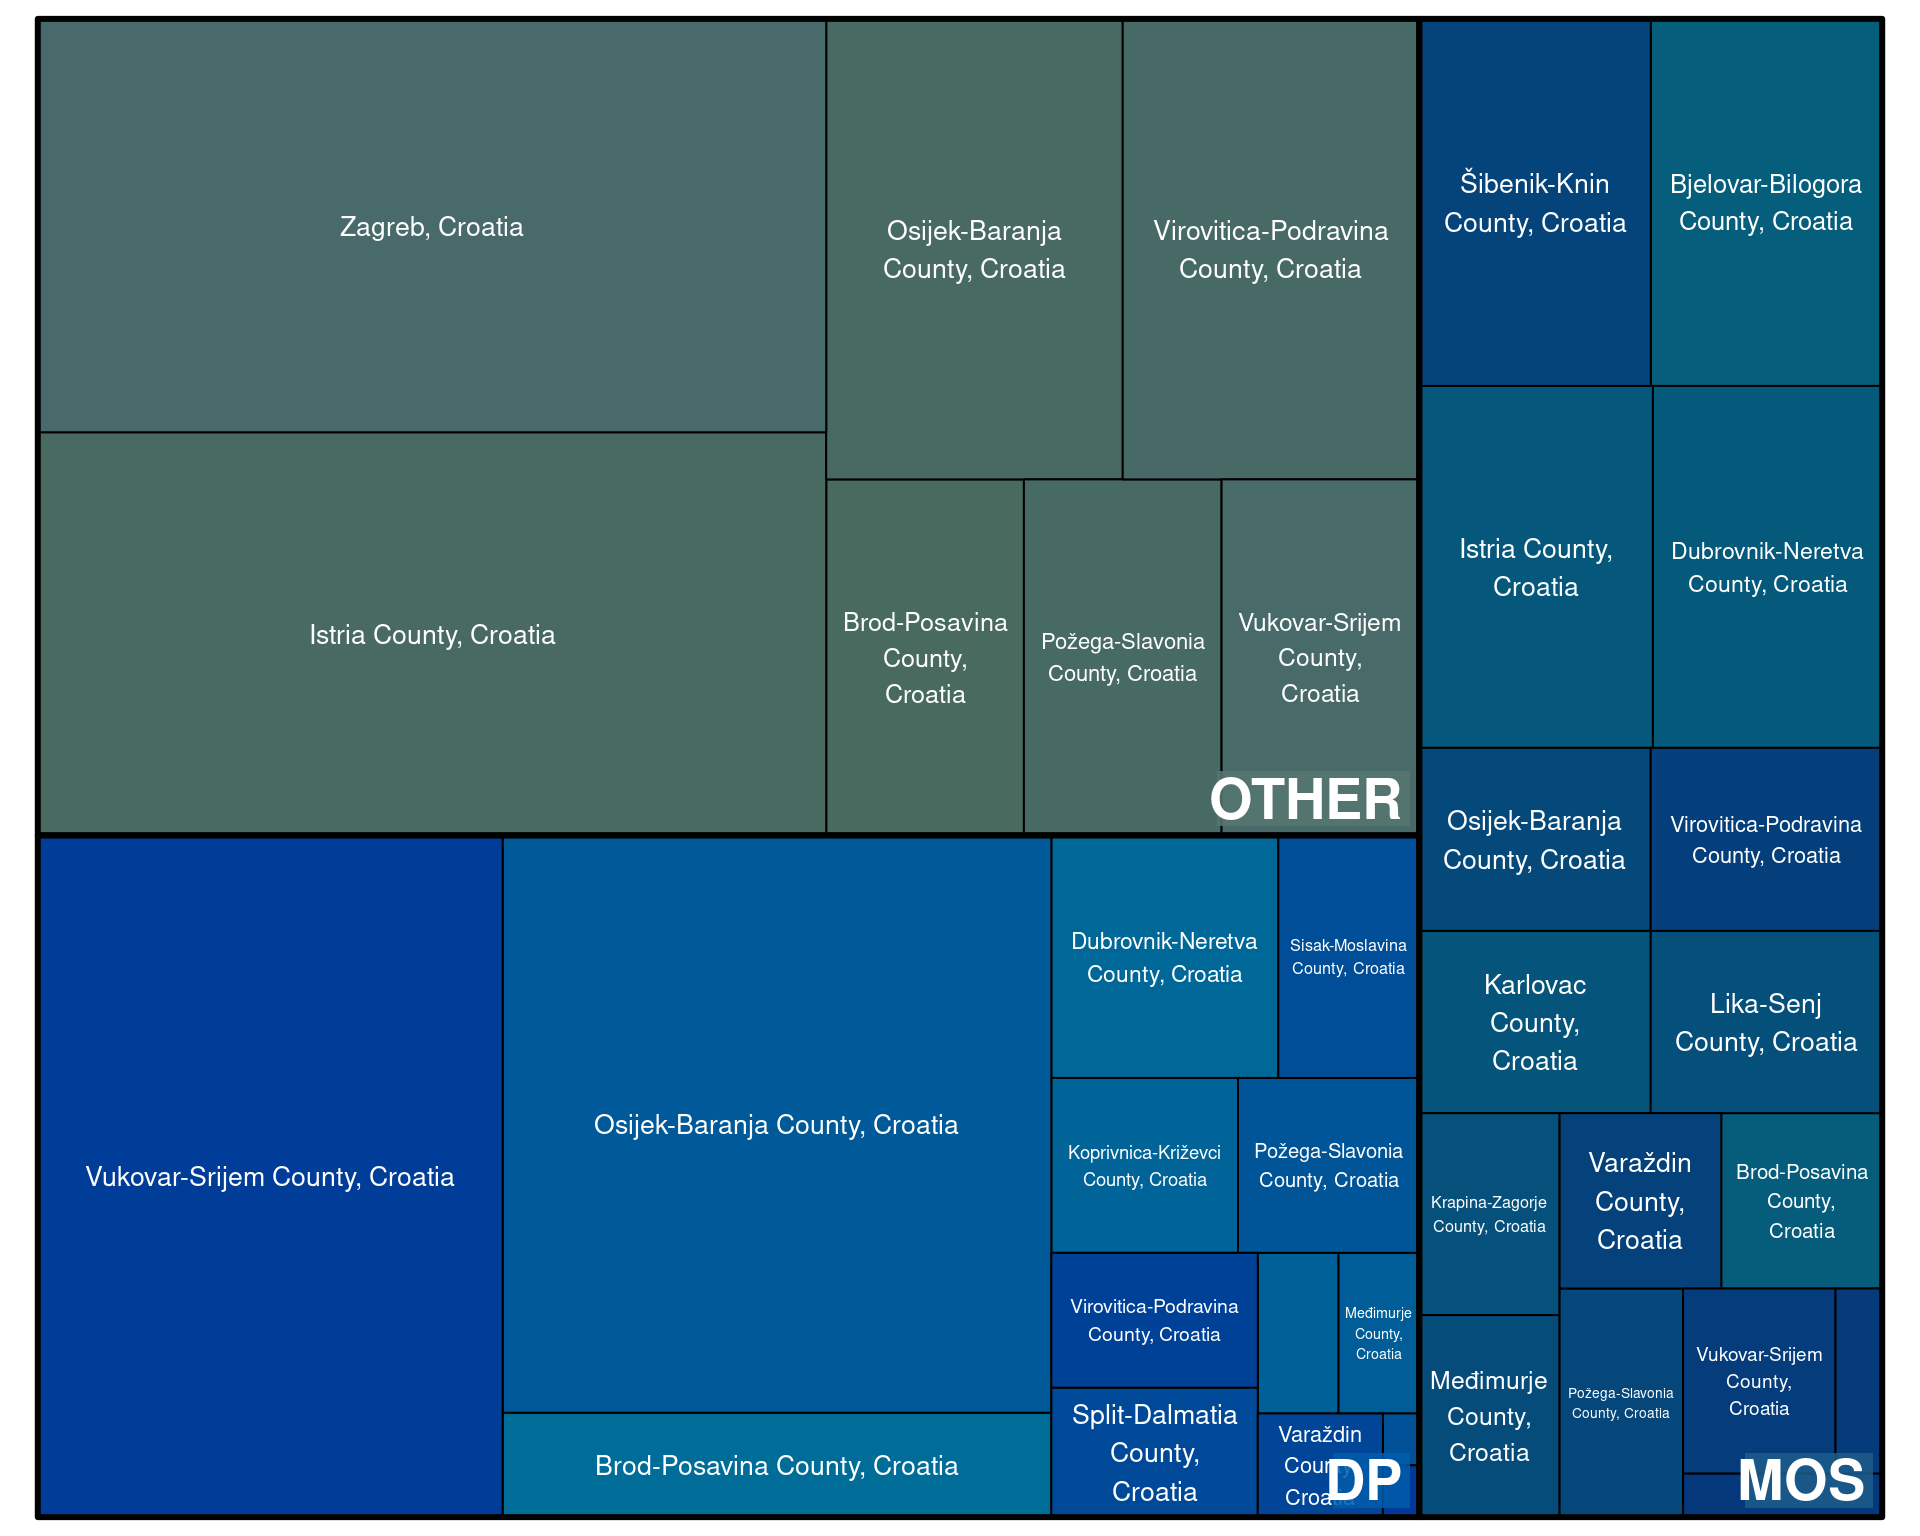 Zagreb, Croatia
Istria County, Croatia
Osijek-Baranja
County, Croatia
Virovitica-Podravina
County, Croatia
Brod-Posavina
County,
Croatia
Požega-Slavonia
County, Croatia
Vukovar-Srijem
County,
Croatia
OTHER
Vukovar-Srijem County, Croatia
Osijek-Baranja County, Croatia
Brod-Posavina County, Croatia
Dubrovnik-Neretva
County, Croatia
Sisak-Moslavina
County, Croatia
Koprivnica-Križevci
County, Croatia
Požega-Slavonia
County, Croatia
Virovitica-Podravina
County, Croatia
Međimurje
County,
Croatia
Split-Dalmatia
County,
Croatia
Varaždin
County,
Croatia
DP
Šibenik-Knin
County, Croatia
Bjelovar-Bilogora
County, Croatia
Istria County,
Croatia
Dubrovnik-Neretva
County, Croatia
Osijek-Baranja
County, Croatia
Virovitica-Podravina
County, Croatia
Karlovac
County,
Croatia
Lika-Senj
County, Croatia
Krapina-Zagorje
County, Croatia
Varaždin
County,
Croatia
Brod-Posavina
County,
Croatia
Međimurje
County,
Croatia
Požega-Slavonia
County, Croatia
Vukovar-Srijem
County,
Croatia
MOS